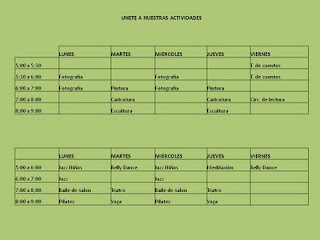 UNETE A NUESTRAS ACTIVIDADES
LUNES MARTES MIERCOLES JUEVES VIERNES
5:00 a 5:30 T. de cuentos
5:30 a 6:00 Fotografia Fotografia T. de cuentos
6:00 a 7:00 Fotografia Pintura Fotografia Pintura
7:00 a 8:00 Caricatura Caricatura Circ. de lectura
8:00 a 9:00 Escultura Escultura
LUNES MARTES MIERCOLES JUEVES VIERNES
5:00 a 6:00 Jazz Niños Belly Dance Jazz Niños Meditación Belly Dance
6:00 a 7:00 Jazz Jazz
7:00 a 8:00 Baile de salon Teatro Baile de salon Teatro
8:00 a 9:00 Pilates Yoga Pilates Yoga